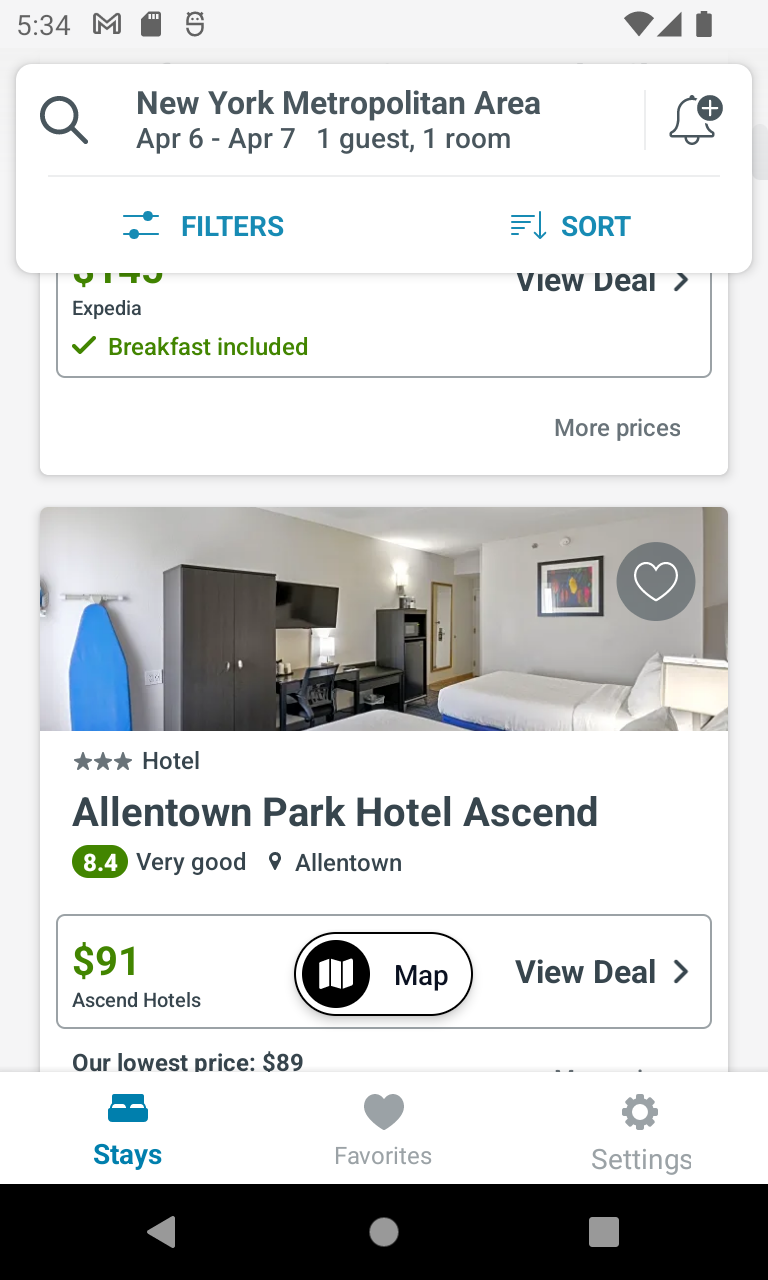 5:34
New York Metropolitan Area
Apr 6 - Apr 7 1 guest, 1 room
FILTERS
SORT
View Deal
Expedia
Breakfast included
More prices
Hotel
Allentown Park Hotel Ascend
8.4 Very good Allentown
$91
Ascend Hotels
Map
View Deal
Our lowest price: $89
Stays
Favorites
Settings